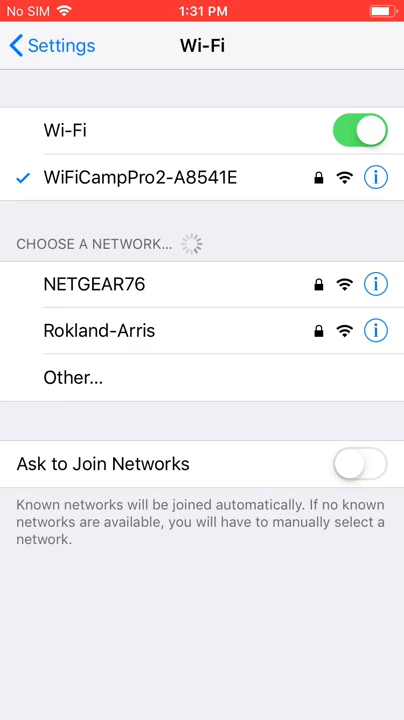 No SIM 1:31 PM
Settings Wi-Fi
Wi-Fi
WiFiCampPro2-A8541E
CHOOSE A NETWORK...
NETGEAR76
Rokland-Arris
Other...
Ask to Join Networks
Known networks will be joined automatically. If no known
networks are available, you will have to manually select a
network.